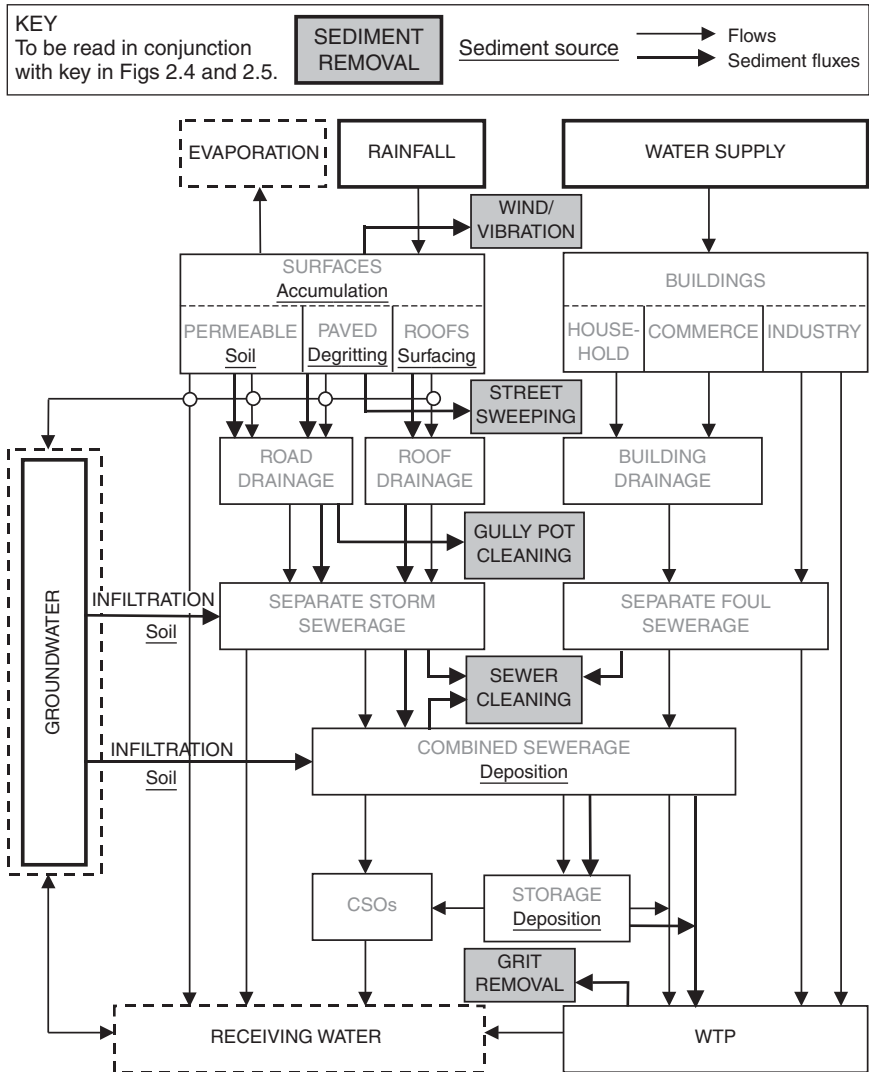 KEY
To be read in conjunction
with key in Figs 2.4 and 2.5.
SEDIMENT
REMOVAL
Sediment source
Flows
Sediment fluxes
EVAPORATION
RAINFALL
WATER SUPPLY
WIND/
VIBRATION
SURFACES
Accumulation
BUILDINGS
PERMEABLE
Soil
PAVED
Degritting
ROOFS
Surfacing
HOUSE-
HOLD
COMMERCE
INDUSTRY
STREET
SWEEPING
ROAD
DRAINAGE
ROOF
DRAINAGE
BUILDING
DRAINAGE
GULLY POT
CLEANING
GROUNDWATER
INFILTRATION
Soil
SEPARATE STORM
SEWERAGE
SEPARATE FOUL
SEWERAGE
SEWER
CLEANING
INFILTRATION
Soil
COMBINED SEWERAGE
Deposition
CSOs
STORAGE
Deposition
GRIT
REMOVAL
RECEIVING WATER
WTP